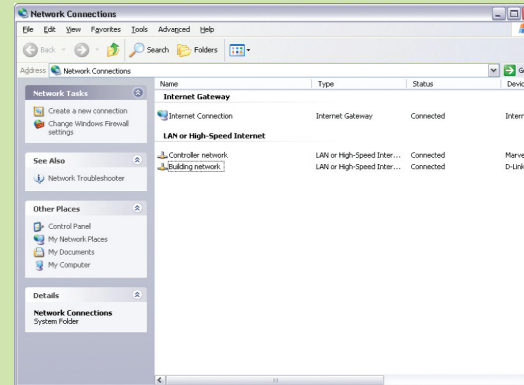 Network Connections
File Edit View Favorites Tools Advanced Help
Back Search Folders
Address Network Connections G
Name Type Status Devic
Network Tasks
Create a new connection
Change Windows Firewall
settings
See Also
Network Troubleshooter
Other Places
Control Panel
My Network Places
My Documents
My Computer
Details
Network Connections
System Folder
Internet Gateway
Internet Connection Internet Gateway Connected Intern
LAN or High-Speed Internet
Controller network LAN or High-Speed Inter... Connected Marve
Building network LAN or High-Speed Inter... Connected D-Link